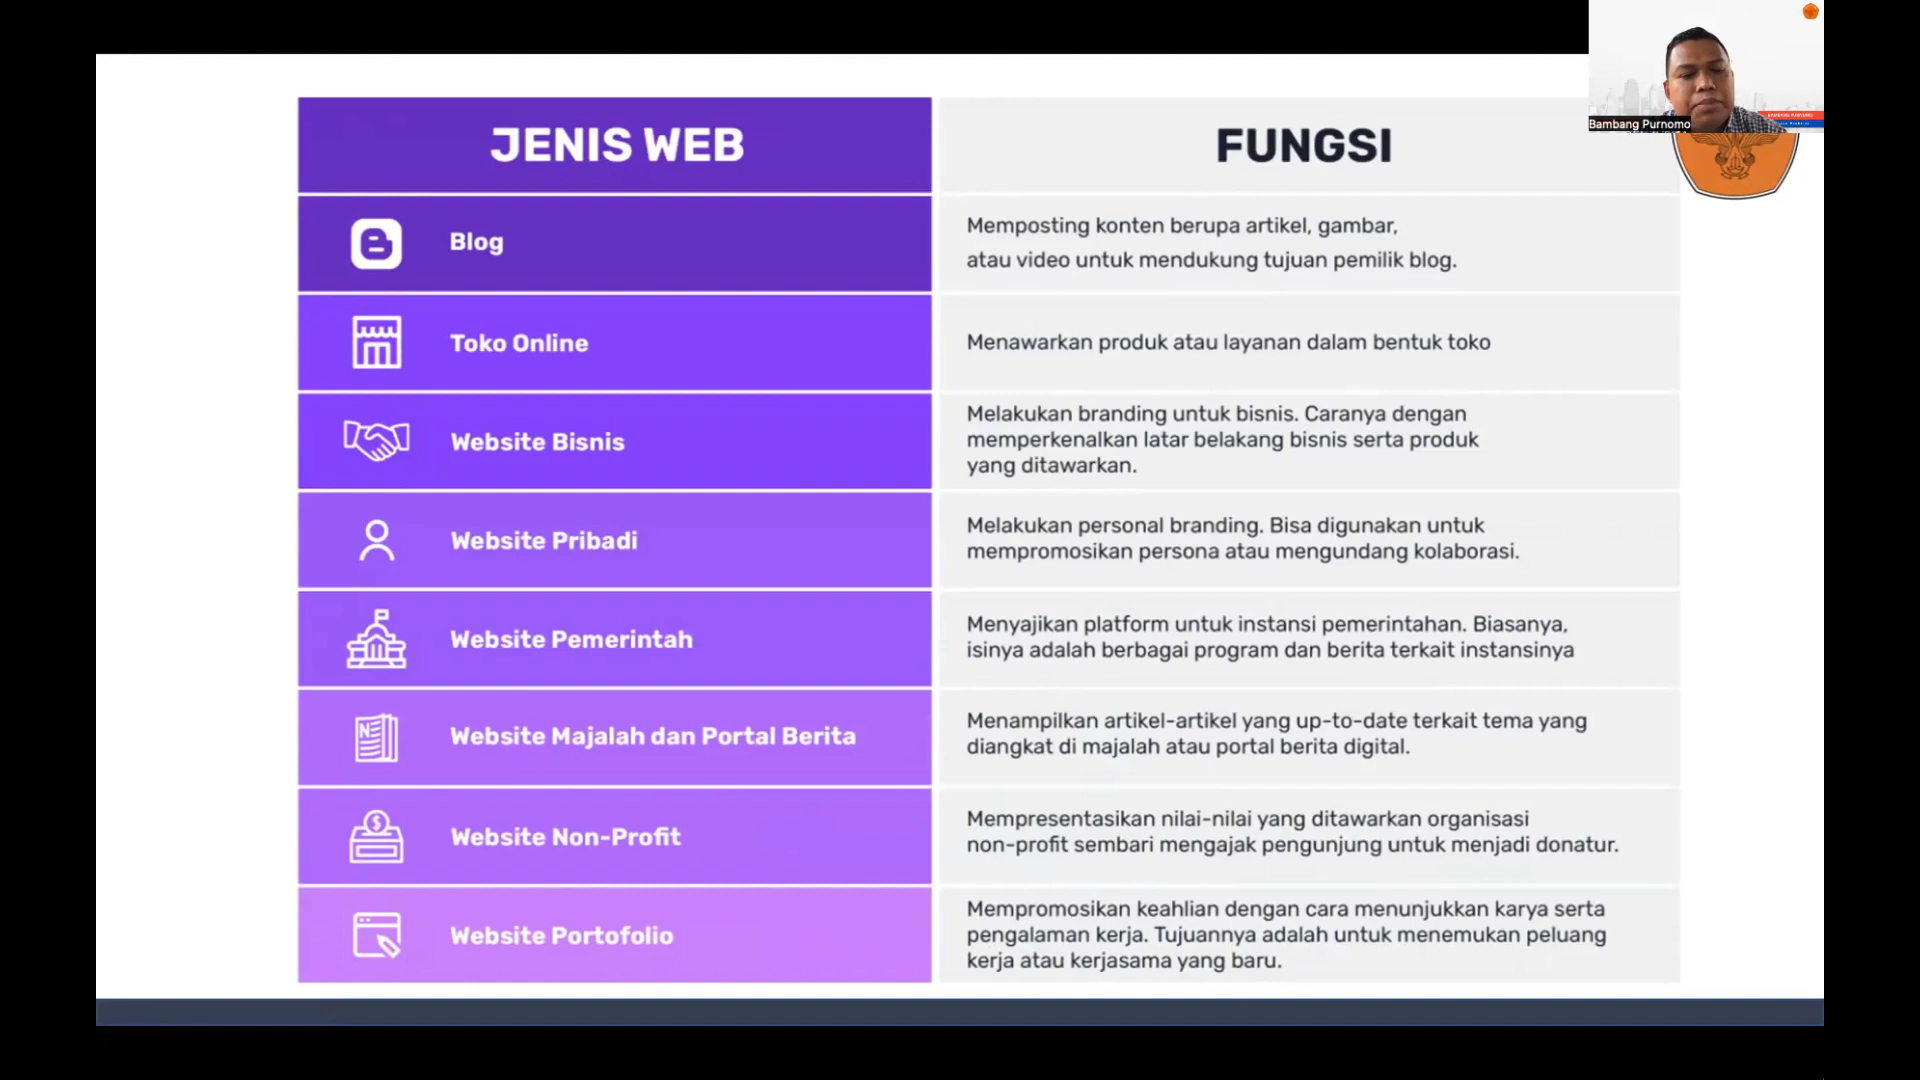 JENIS WEB
FUNGSI
Blog
Memposting konten berupa artikel, gambar,
atau video untuk mendukung tujuan pemilik blog.
Toko Online
Menawarkan produk atau layanan dalam bentuk toko
Website Bisnis
Melakukan branding untuk bisnis. Caranya dengan
memperkenalkan latar belakang bisnis serta produk
yang ditawarkan.
Website Pribadi
Melakukan personal branding. Bisa digunakan untuk
mempromosikan persona atau mengundang kolaborasi.
Website Pemerintah
Menyajikan platform untuk instansi pemerintahan. Biasanya,
isinya adalah berbagai program dan berita terkait instansinya
Website Majalah dan Portal Berita
Menampilkan artikel-artikel yang up-to-date terkait tema yang
diangkat di majalah atau portal berita digital.
Website Non-Profit
Mempresentasikan nilai-nilai yang ditawarkan organisasi
non-profit sembari mengajak pengunjung untuk menjadi donatur.
Website Portofolio
Mempromosikan keahlian dengan cara menunjukkan karya serta
pengalaman kerja. Tujuannya adalah untuk menemukan peluang
kerja atau kerjasama yang baru.
Bambang Purnomo
BAMBANG PURNOMO